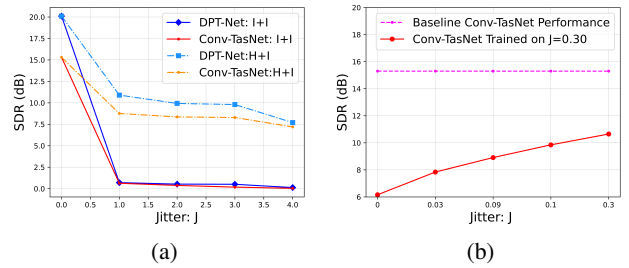 SDR (dB)
20.0
17.5
15.0
12.5
10.0
7.5
5.0
2.5
0.0
DPT-Net: I+I
Conv-TasNet: I+I
DPT-Net:H+I
Conv-TasNet:H+I
0.0 0.5 1.0 1.5 2.0 2.5 3.0 3.5 4.0
Jitter: J
(a)
SDR (dB)
20
18
16
14
12
10
8
6
Baseline Conv-TasNet Performance
Conv-TasNet Trained on J=0.30
0 0.03 0.09 0.1 0.3
Jitter: J
(b)